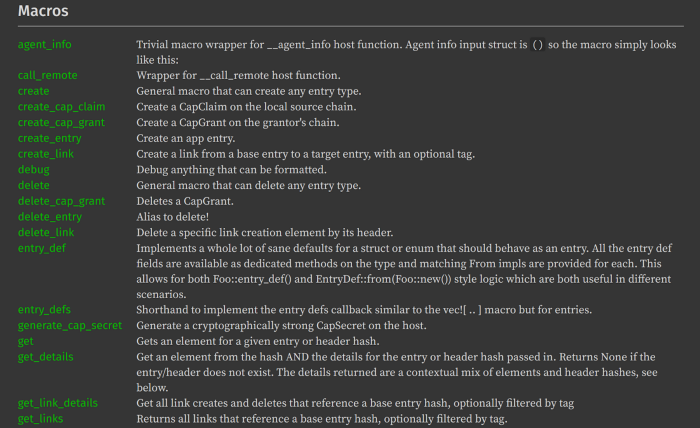 Macros
agent_info Trivial macro wrapper for __agent_info host function. Agent info input struct is () so the macro simply looks
like this:
call_remote Wrapper for __call_remote host function.
create General macro that can create any entry type.
create_cap_claim Create a CapClaim on the local source chain.
create_cap_grant Create a CapGrant on the grantor's chain.
create_entry Create an app entry.
create_link Create a link from a base entry to a target entry, with an optional tag.
debug Debug anything that can be formatted.
delete General macro that can delete any entry type.
delete_cap_grant Deletes a CapGrant.
delete_entry Alias to delete!
delete_link Delete a specific link creation element by its header.
entry_def Implements a whole lot of sane defaults for a struct or enum that should behave as an entry. All the entry def
fields are available as dedicated methods on the type and matching From impls are provided for each. This
allows for both Foo::entry_def() and EntryDef::from(Foo::new()) style logic which are both useful in different
scenarios.
entry_defs Shorthand to implement the entry defs callback similar to the vec![ .. ] macro but for entries.
generate_cap_secret Generate a cryptographically strong CapSecret on the host.
get Gets an element for a given entry or header hash.
get_details Get an element from the hash AND the details for the entry or header hash passed in. Returns None if the
entry/header does not exist. The details returned are a contextual mix of elements and header hashes, see
below.
get_link_details Get all link creates and deletes that reference a base entry hash, optionally filtered by tag
get_links Returns all links that reference a base entry hash, optionally filtered by tag.